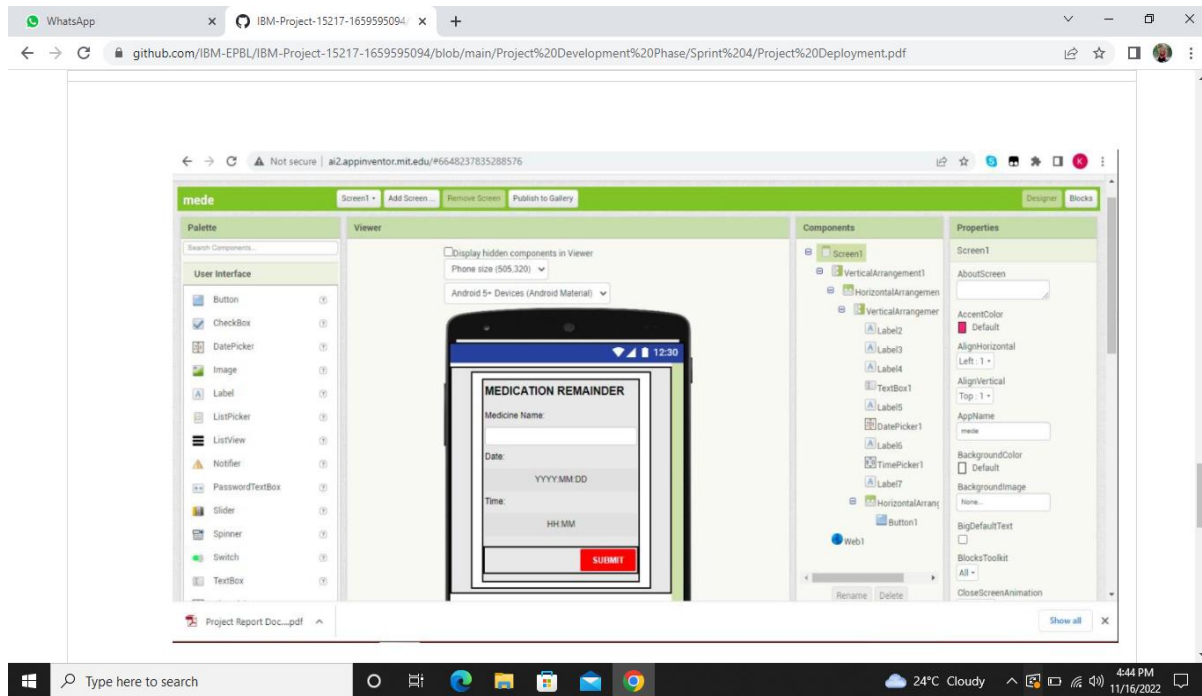 WhatsApp
IBM-Project-15217-1659595094/
github.com/IBM-EPBL/IBM-Project-15217-1659595094/blob/main/Project%20Development%20Phase/Sprint%204/Project%20Deployment.pdf
Not secure | ai2.appinventor.mit.edu/#6648237835288576
K
mede
Screen1
Add Screen ...
Remove Screen
Publish to Gallery
Designer
Blocks
Palette
Search Components...
User Interface
Button
CheckBox
DatePicker
Image
Label
ListPicker
ListView
Notifier
PasswordTextBox
Slider
Spinner
Switch
TextBox
Viewer
Display hidden components in Viewer
Phone size (505,320)
Android 5+ Devices (Android Material)
12:30
MEDICATION REMAINDER
Medicine Name:
Date:
YYYY:MM:DD
Time:
HH:MM
SUBMIT
Components
Screen1
VerticalArrangement1
HorizontalArrangemen
VerticalArrangemer
Label2
Label3
Label4
TextBox1
Label5
DatePicker1
Label6
TimePicker1
Label7
HorizontalArrang
Button1
Web1
Rename Delete
Properties
Screen1
AboutScreen
AccentColor
Default
AlignHorizontal
Left : 1
AlignVertical
Top : 1
AppName
mede
BackgroundColor
Default
BackgroundImage
None...
BigDefaultText
BlocksToolkit
All
CloseScreenAnimation
Project Report Doc....pdf
Show all
Type here to search
24°C Cloudy
4:44 PM
11/16/2022